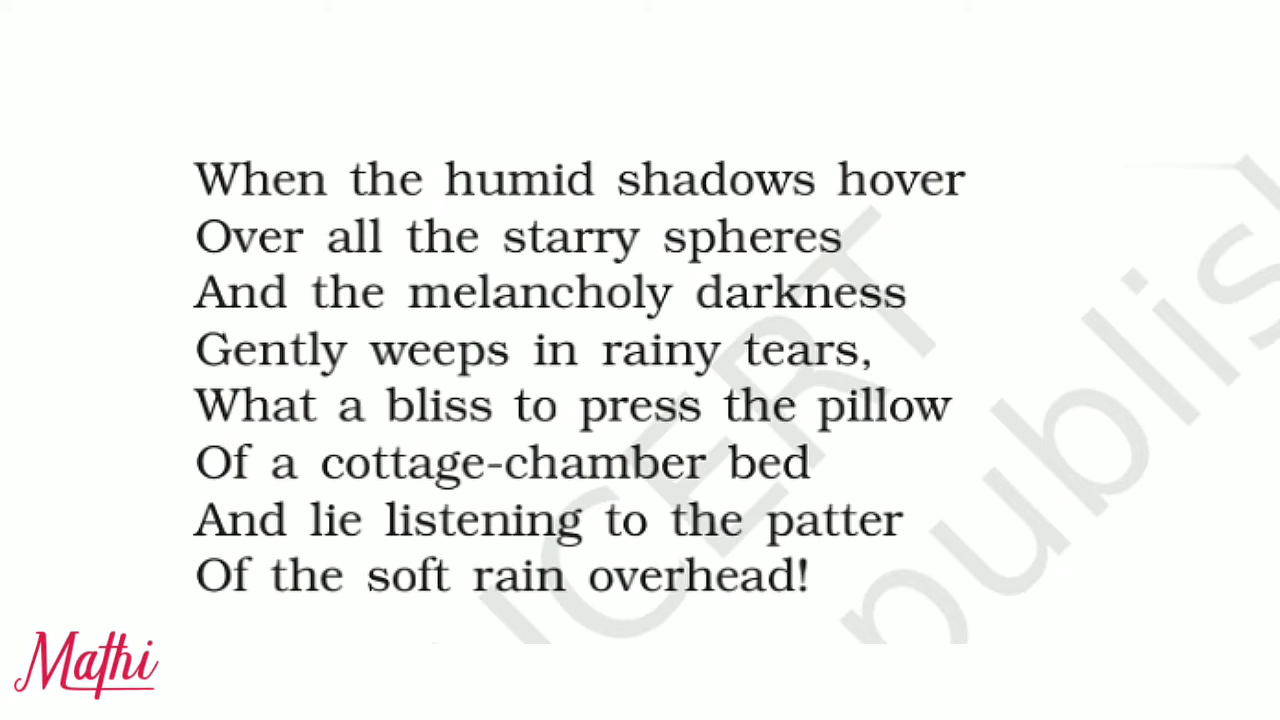 When the humid shadows hover
Over all the starry spheres
And the melancholy darkness
Gently weeps in rainy tears,
What a bliss to press the pillow
Of a cottage-chamber bed
And lie listening to the patter
Of the soft rain overhead!
Mathi